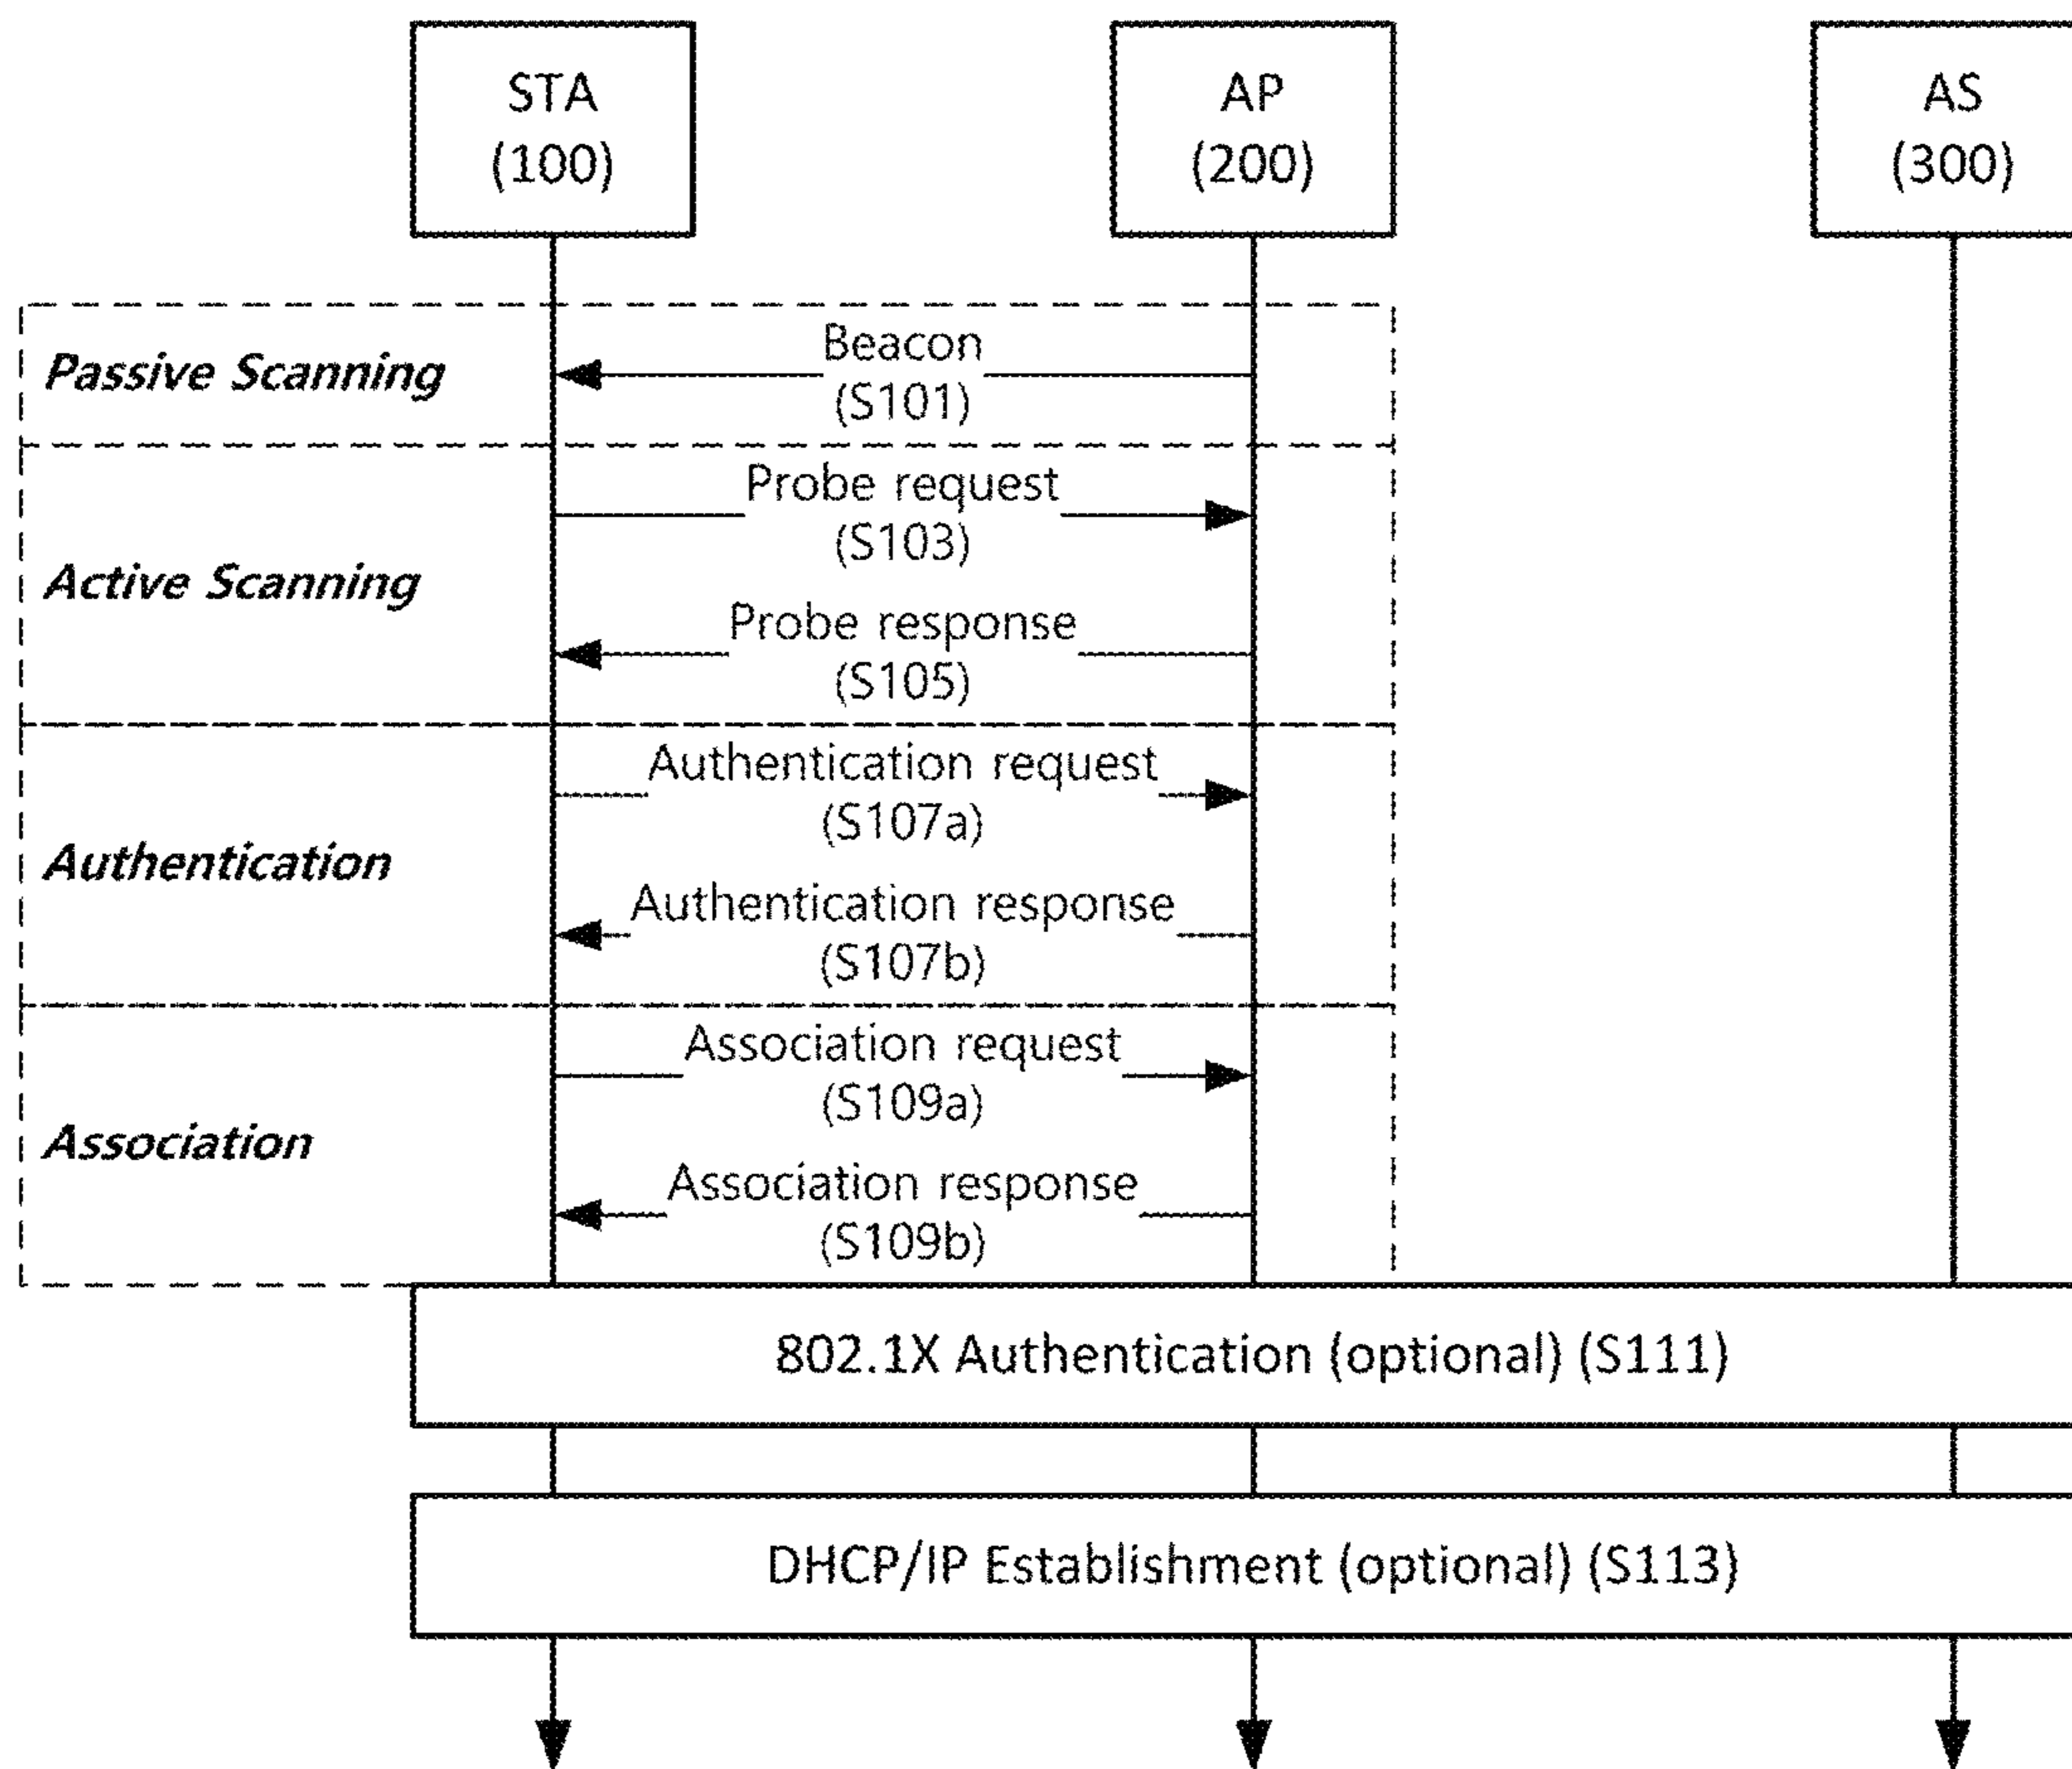 STA
(100)
AP
(200)
AS
(300)
Passive Scanning
Beacon
(S101)
Active Scanning
Probe request
(S103)
Probe response
(S105)
Authentication
Authentication request
(S107a)
Authentication response
(S107b)
Association
Association request
(S109a)
Association response
(S109b)
802.1X Authentication (optional) (S111)
DHCP/IP Establishment (optional) (S113)